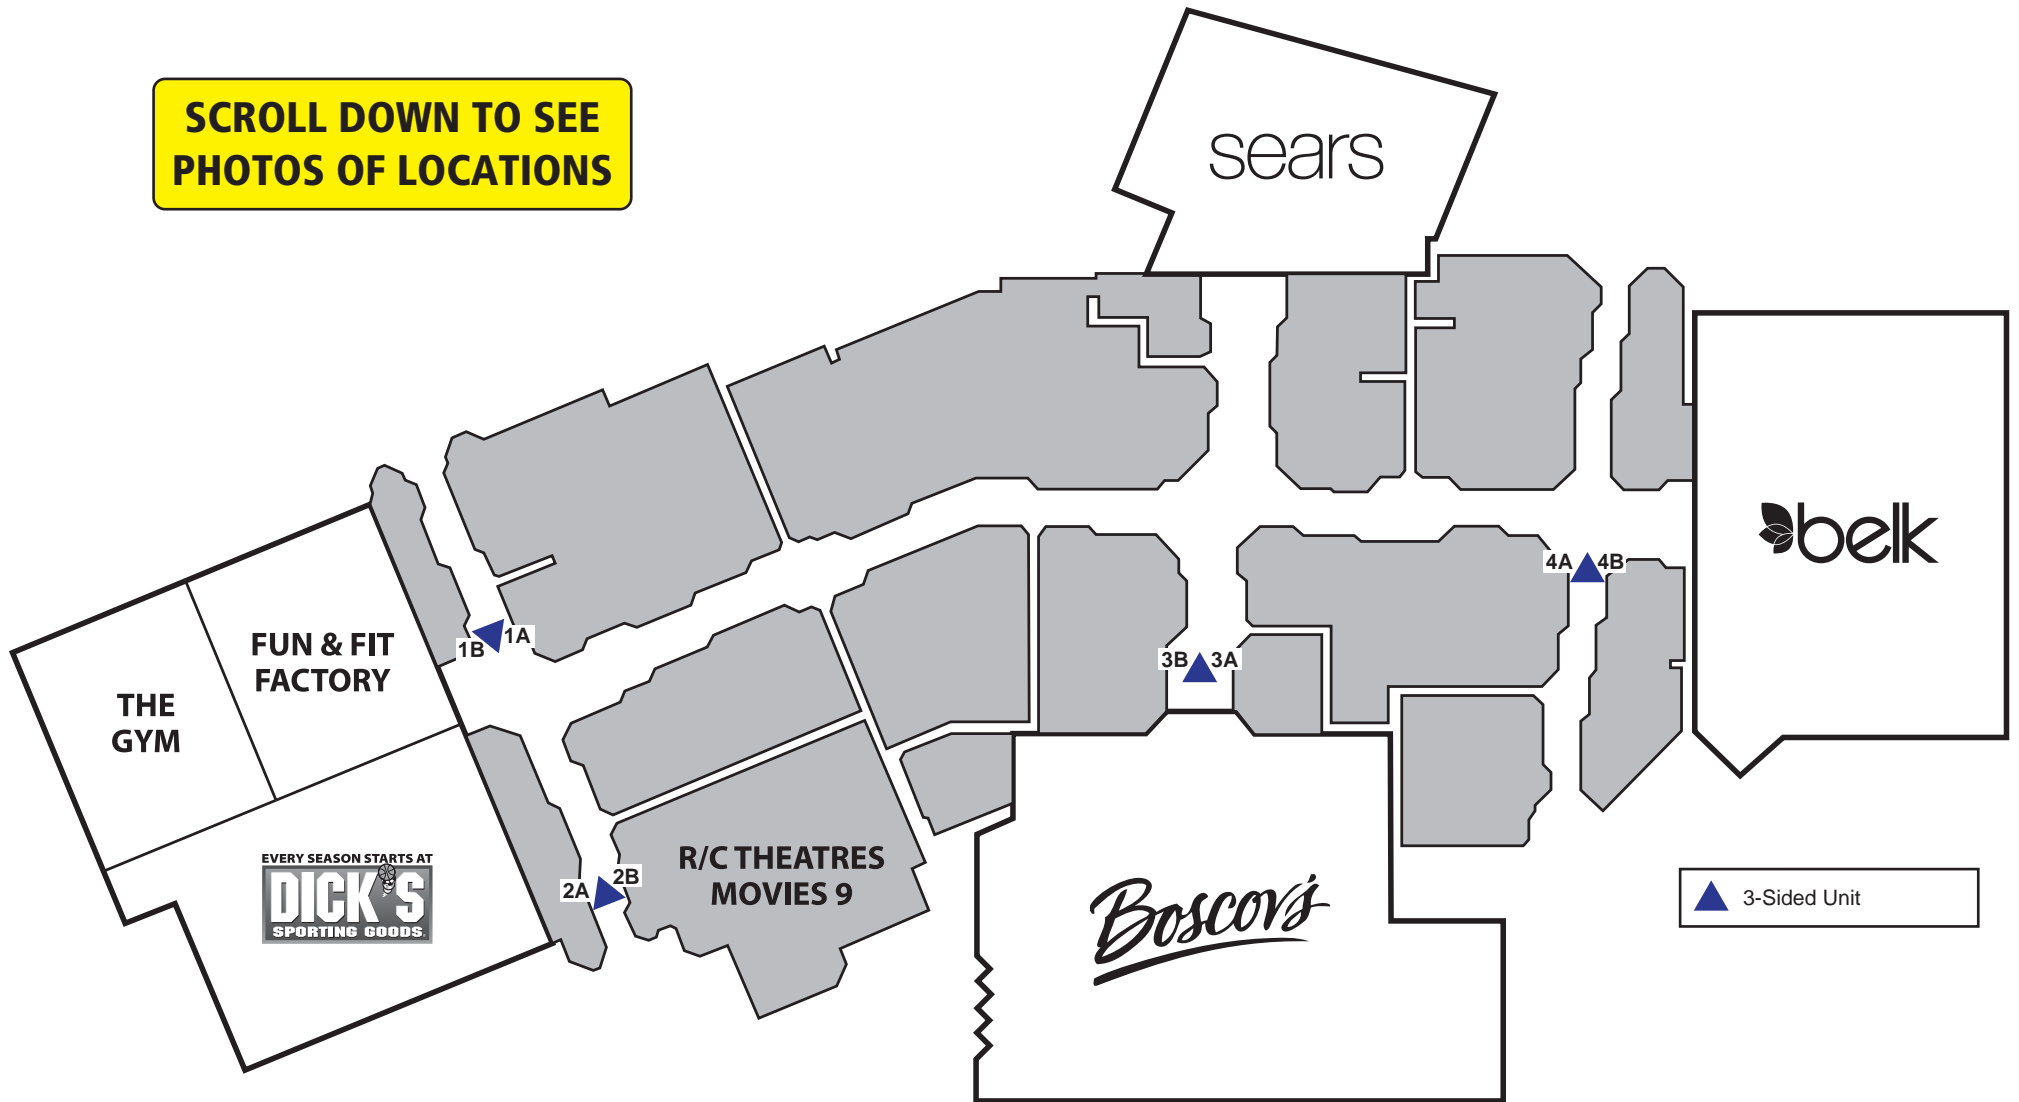 SCROLL DOWN TO SEE
PHOTOS OF LOCATIONS
sears
belk
4A 4B
1A
1B
FUN & FIT
FACTORY
3B 3A
THE
GYM
EVERY SEASON STARTS AT
DICK'S
SPORTING GOODS
R/C THEATRES
MOVIES 9
2B
2A
Boscov's
3-Sided Unit